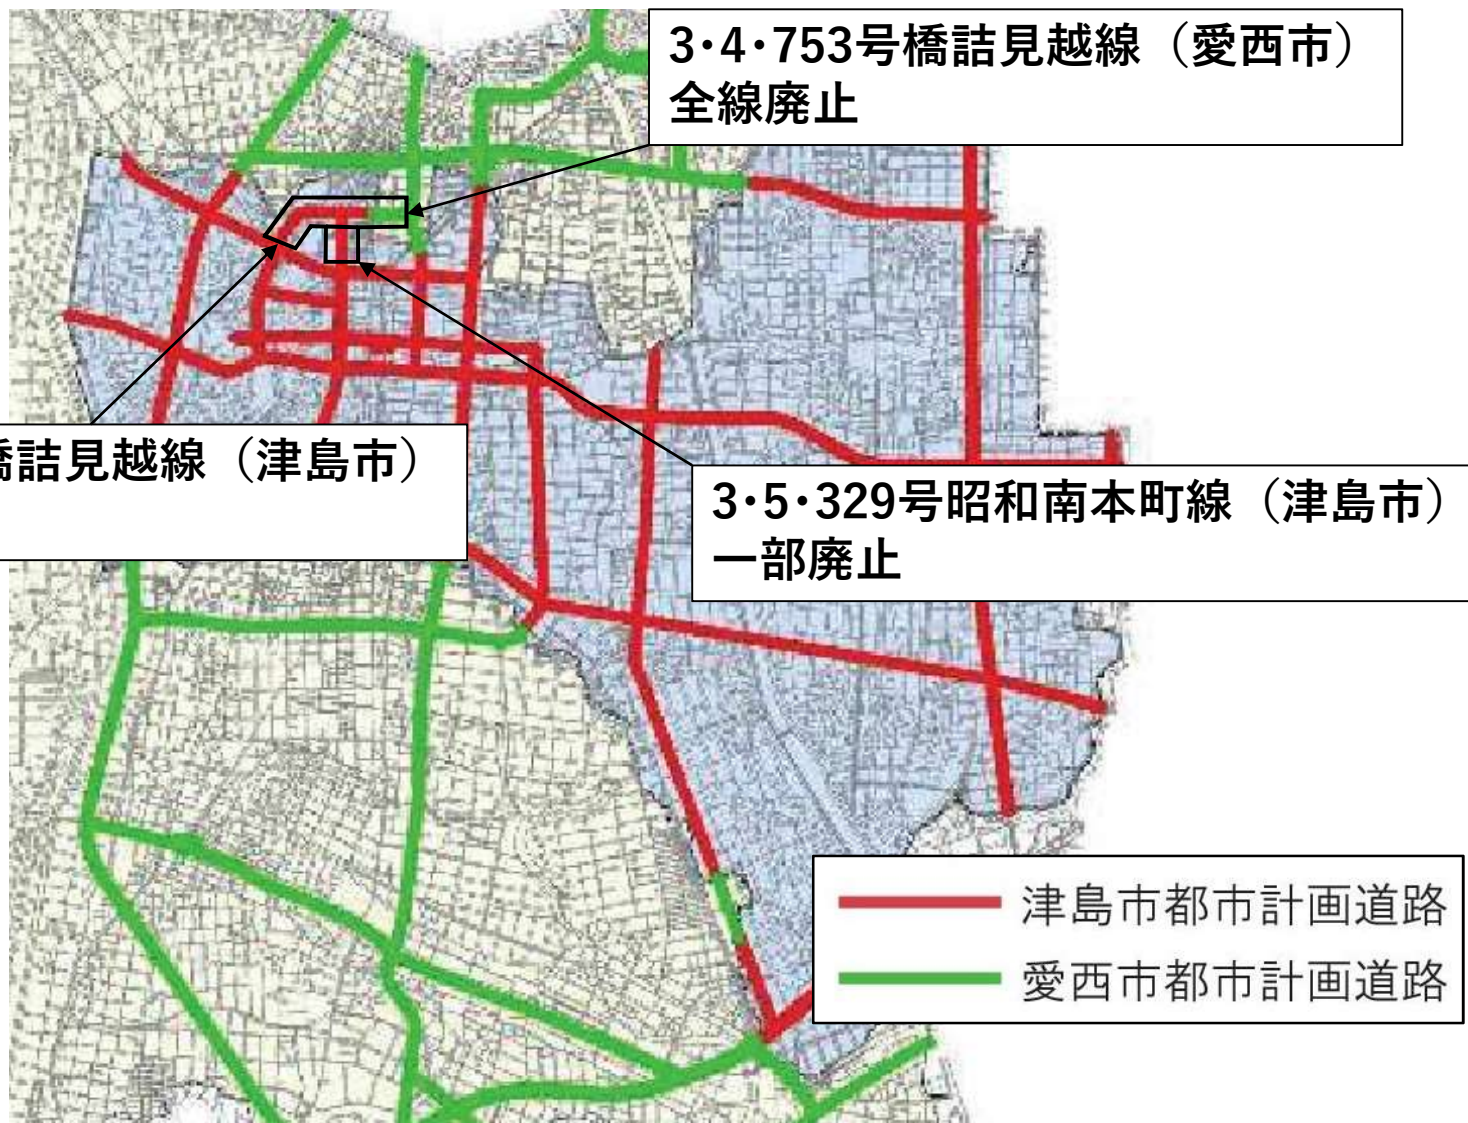 3・4・753号橋詰見越線（愛西市）
全線廃止
橋詰見越線（津島市）
3・5・329号昭和南本町線（津島市）
一部廃止
津島市都市計画道路
愛西市都市計画道路